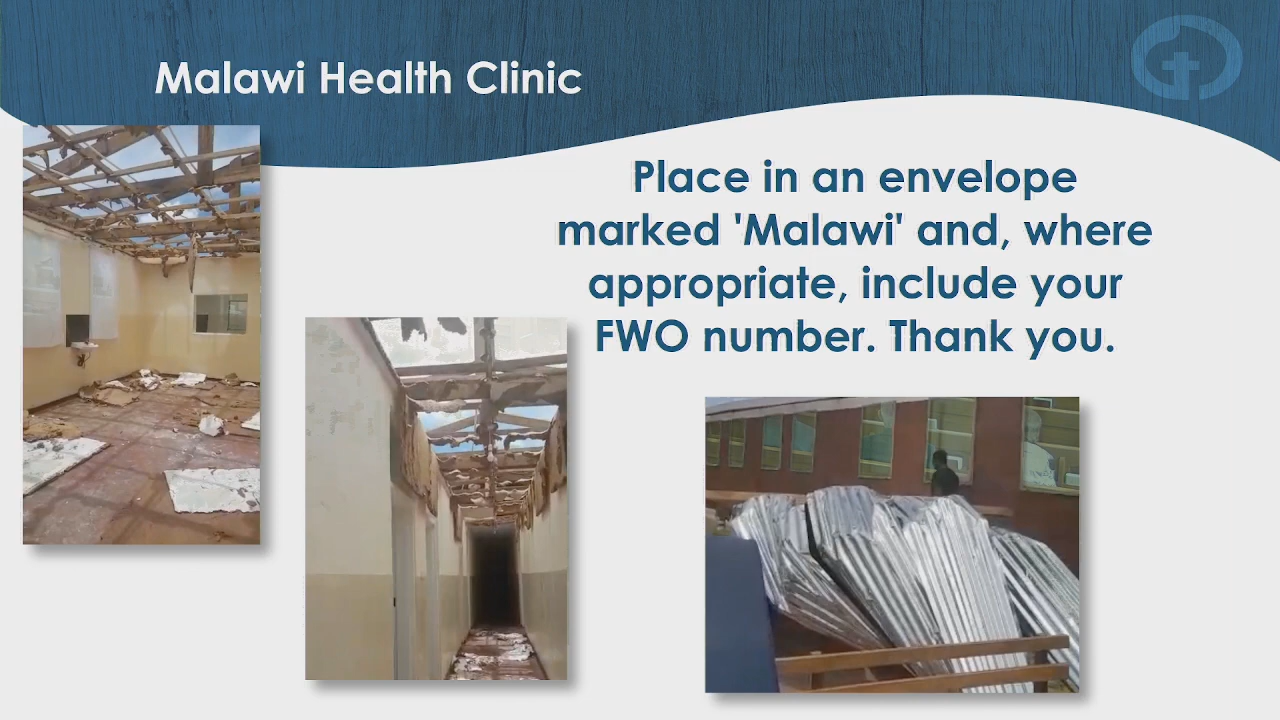 Malawi Health Clinic
Place in an envelope
marked 'Malawi' and, where
appropriate, include your
FWO number. Thank you.